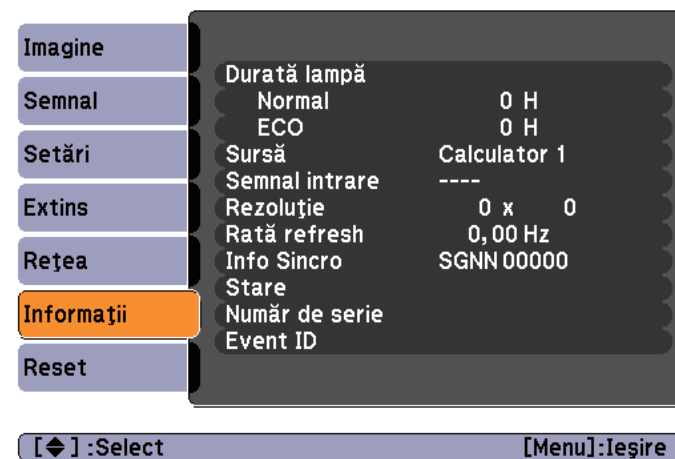 Imagine
Semnal
Setări
Extins
Reţea
Informaţii
Reset
Durată lampă
Normal 0 H
ECO 0 H
Sursă Calculator 1
Semnal intrare ----
Rezoluţie 0 x 0
Rată refresh 0,00 Hz
Info Sincro SGNN 00000
Stare
Număr de serie
Event ID
[◆] :Select [Menu]:Ieşire